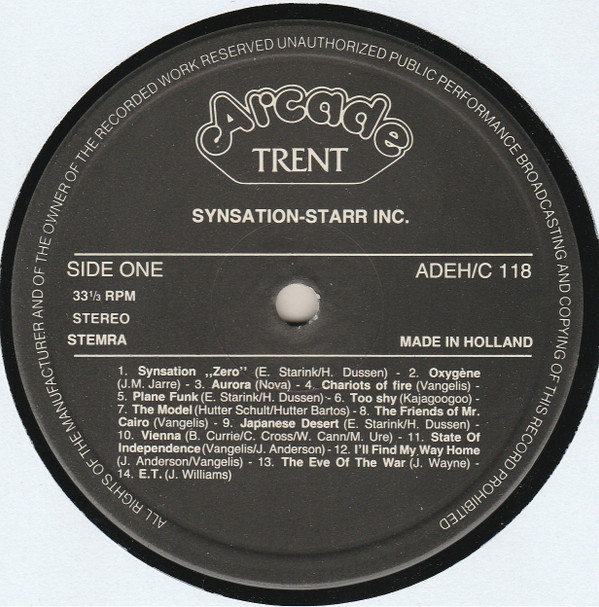 ALL RIGHTS OF THE MANUFACTURER AND OF THE OWNER OF THE RECORDED WORK RESERVED UNAUTHORIZED PUBLIC PERFORMANCE BROADCASTING AND COPYING OF THIS RECORD PROHIBITED
Arcade
TRENT
SYNSATION-STARR INC.
SIDE ONE
ADEH/C 118
33 1/3 RPM
STEREO
STEMRA
MADE IN HOLLAND
1. Synsation ,,Zero'' (E. Starink/H. Dussen) - 2. Oxygène
(J.M. Jarre) - 3. Aurora (Nova) - 4. Chariots of fire (Vangelis) -
5. Plane Funk (E. Starink/H. Dussen) - 6. Too shy (Kajagoogoo) -
7. The Model (Hutter Schult/Hutter Bartos) - 8. The Friends of Mr.
Cairo (Vangelis) - 9. Japanese Desert (E. Starink/H. Dussen) -
10. Vienna (B. Currie/C. Cross/W. Cann/M. Ure) - 11. State Of
Independence (Vangelis/J. Anderson) - 12. I'll Find My Way Home
(J. Anderson/Vangelis) - 13. The Eve Of The War (J. Wayne) -
14. E.T. (J. Williams)